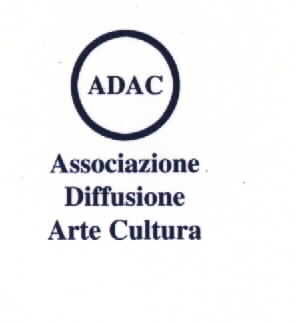 ADAC
Associazione
Diffusione
Arte Cultura